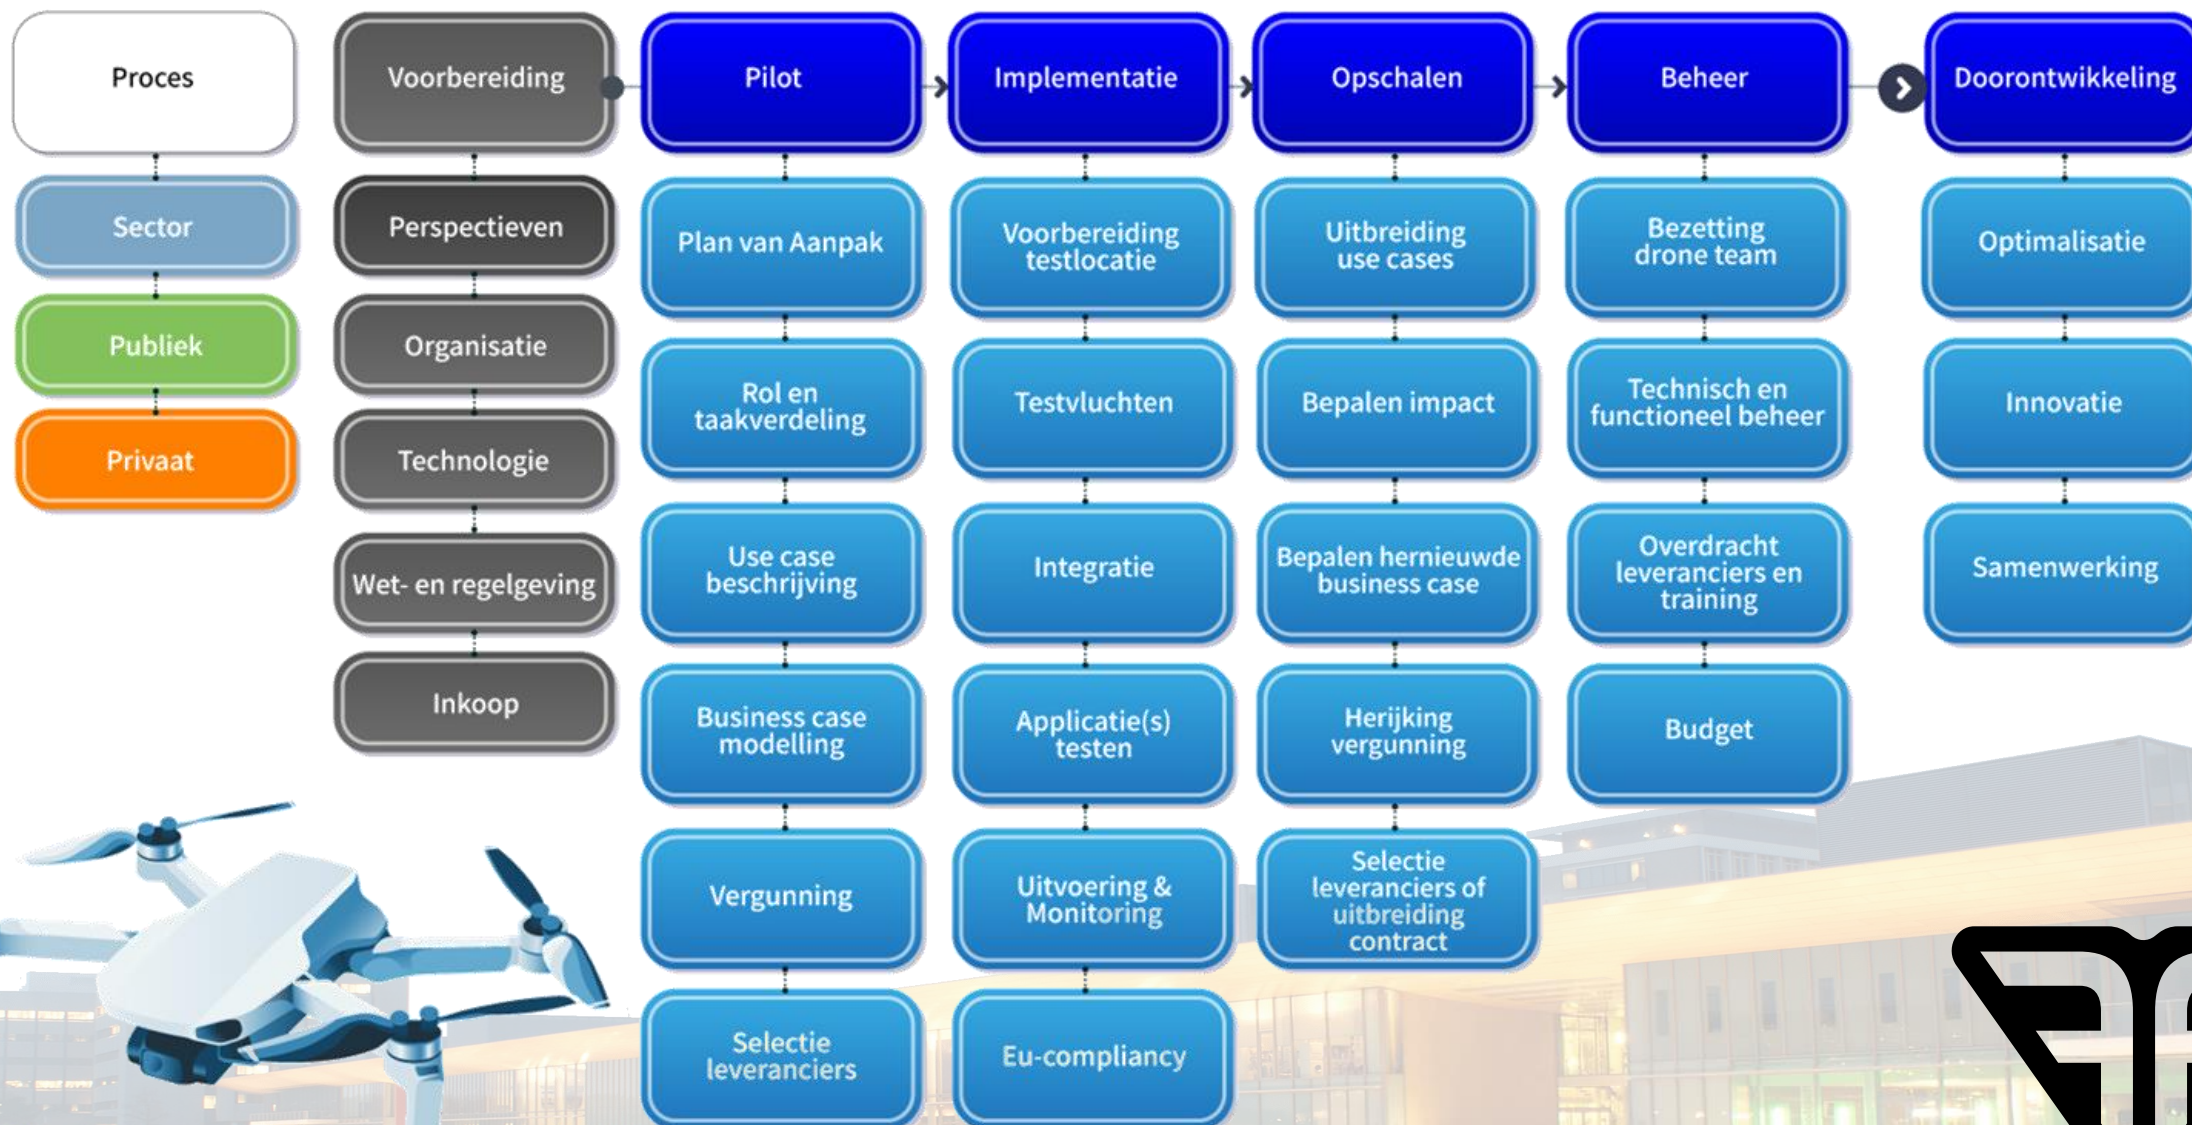 Proces
Sector
Publiek
Privaat
Voorbereiding
Perspectieven
Organisatie
Technologie
Wet- en regelgeving
Inkoop
Pilot
Plan van Aanpak
Rol en
taakverdeling
Use case
beschrijving
Business case
modelling
Vergunning
Selectie
leveranciers
Implementatie
Voorbereiding
testlocatie
Testvluchten
Integratie
Applicatie(s)
testen
Uitvoering &
Monitoring
Eu-compliancy
Opschalen
Uitbreiding
use cases
Bepalen impact
Bepalen hernieuwde
business case
Herijking
vergunning
Selectie
leveranciers of
uitbreiding
contract
Beheer
Bezetting
drone team
Technisch en
functioneel beheer
Overdracht
leveranciers en
training
Budget
Doorontwikkeling
Optimalisatie
Innovatie
Samenwerking